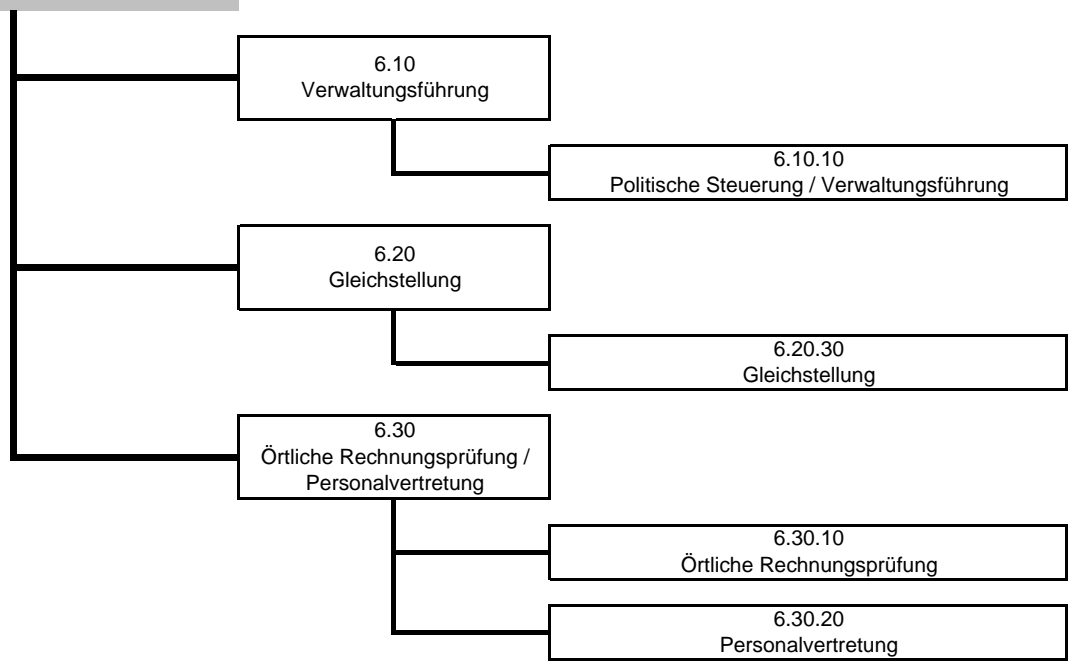 6.10
Verwaltungsführung
6.10.10
Politische Steuerung / Verwaltungsführung
6.20
Gleichstellung
6.20.30
Gleichstellung
6.30
Örtliche Rechnungsprüfung /
Personalvertretung
6.30.10
Örtliche Rechnungsprüfung
6.30.20
Personalvertretung